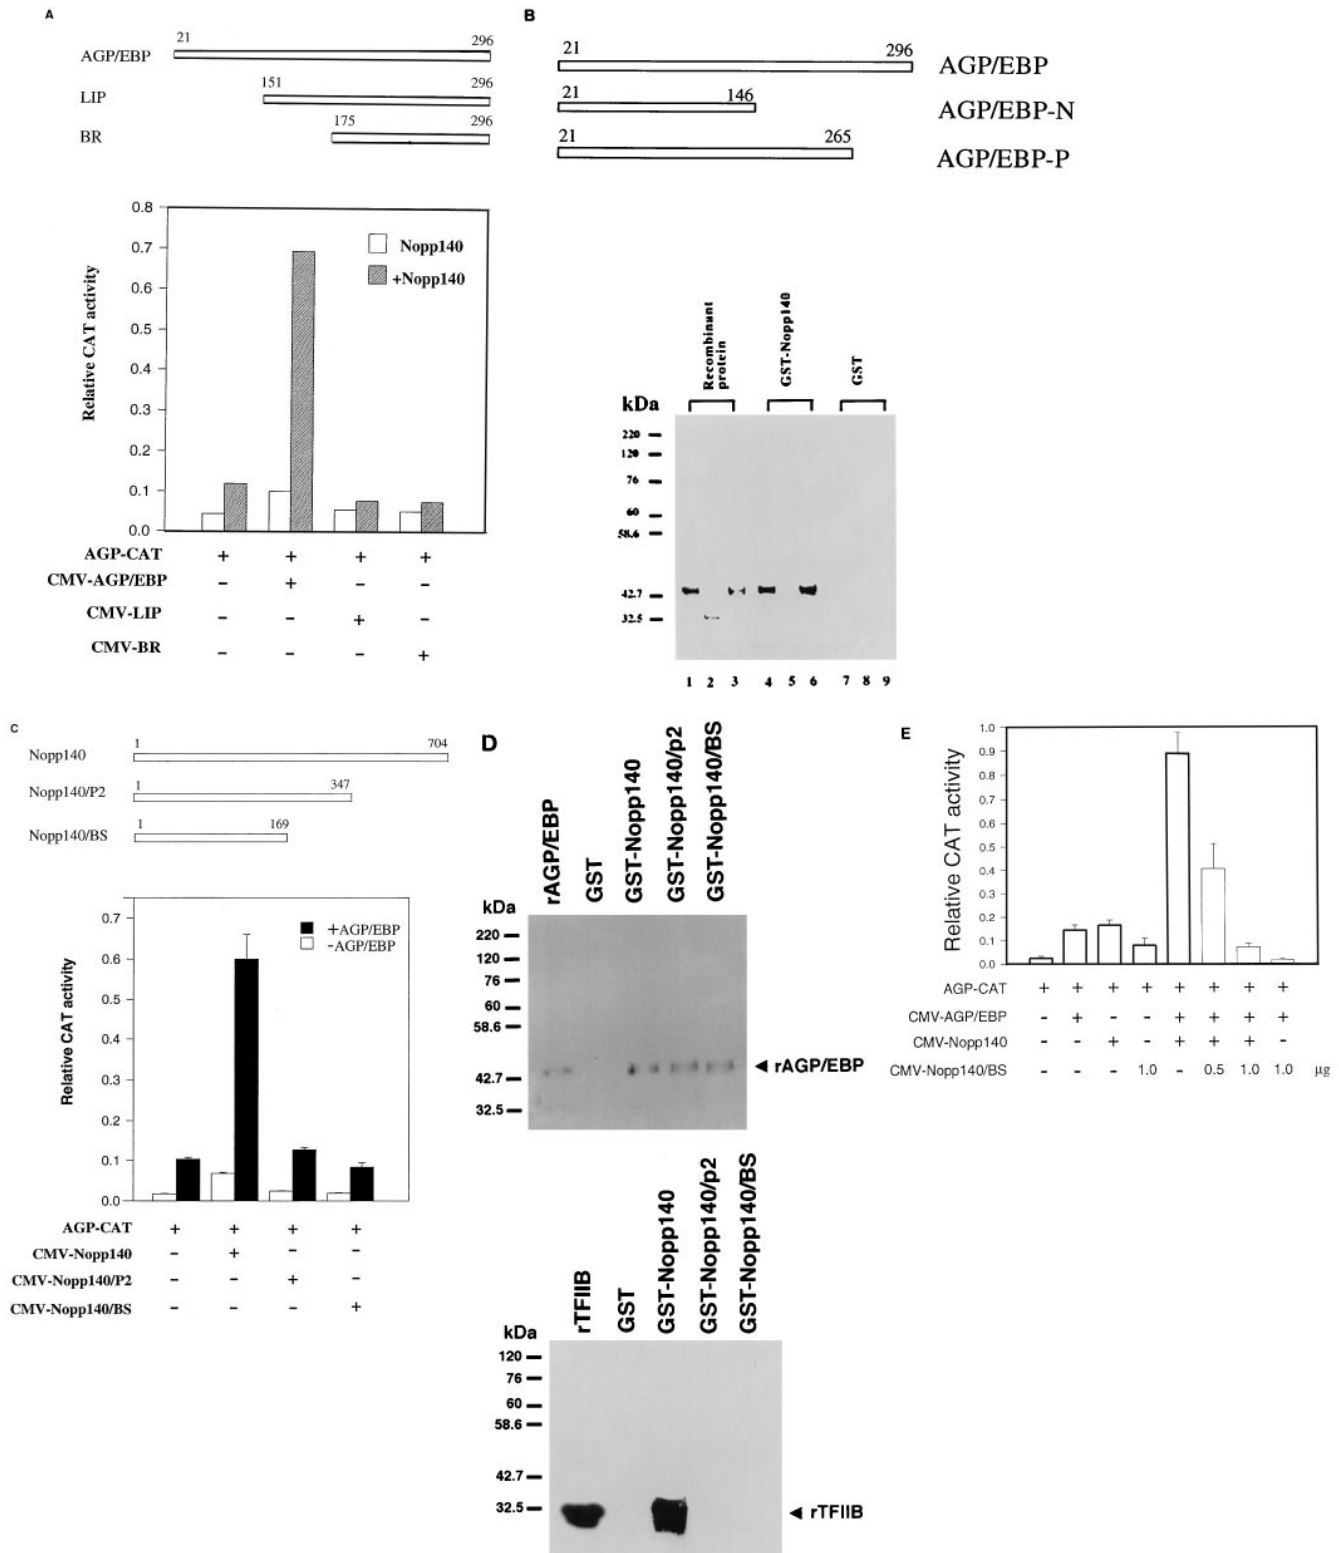 A
21 296
AGP/EBP
151 296
LIP
175 296
BR
0.8
0.7
0.6
0.5
0.4
0.3
0.2
0.1
0.0
Relative CAT activity
Nopp140
+Nopp140
AGP-CAT + + + +
CMV-AGP/EBP - + - -
CMV-LIP - - + -
CMV-BR - - - +
B
21 296
AGP/EBP
21 146
AGP/EBP-N
21 265
AGP/EBP-P
Recombinant protein
GST-Nopp140
GST
kDa
220
120
76
60
58.6
42.7
32.5
1 2 3 4 5 6 7 8 9
C
1 704
Nopp140
1 347
Nopp140/P2
1 169
Nopp140/BS
0.7
0.6
0.5
0.4
0.3
0.2
0.1
0.0
Relative CAT activity
+AGP/EBP
-AGP/EBP
AGP-CAT + + + +
CMV-Nopp140 - + - -
CMV-Nopp140/P2 - - + -
CMV-Nopp140/BS - - - +
D
rAGP/EBP
GST
GST-Nopp140
GST-Nopp140/p2
GST-Nopp140/BS
kDa
220
120
76
60
58.6
42.7
32.5
rAGP/EBP
rTFIIB
GST
GST-Nopp140
GST-Nopp140/p2
GST-Nopp140/BS
kDa
120
76
60
58.6
42.7
32.5
rTFIIB
E
1.0
0.9
0.8
0.7
0.6
0.5
0.4
0.3
0.2
0.1
0.0
Relative CAT activity
AGP-CAT + + + + + + + +
CMV-AGP/EBP - + - - + + + +
CMV-Nopp140 - - + - + + + -
CMV-Nopp140/BS - - - 1.0 - 0.5 1.0 1.0 µg